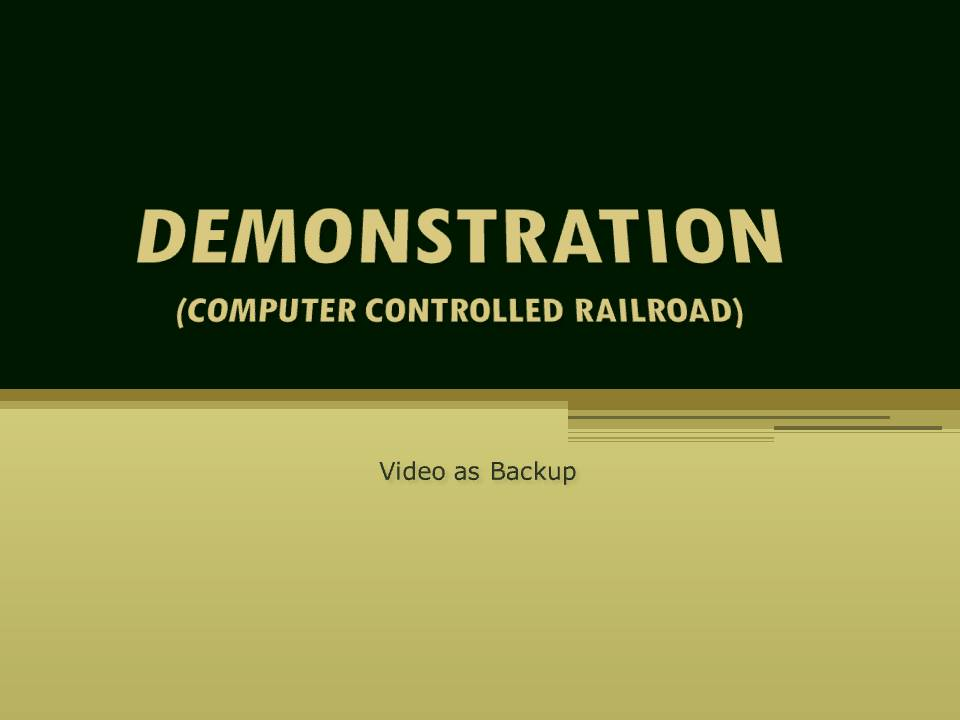 DEMONSTRATION
(COMPUTER CONTROLLED RAILROAD)
Video as Backup